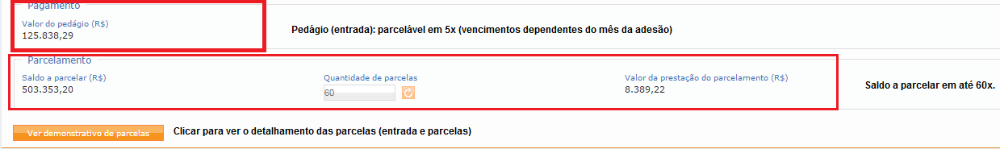 Pagamento
Valor do pedágio (R$)
125.838,29
Pedágio (entrada): parcelável em 5x (vencimentos dependentes do mês da adesão)
Parcelamento
Saldo a parcelar (R$)
503.353,20
Quantidade de parcelas
60
Valor da prestação do parcelamento (R$)
8.389,22
Saldo a parcelar em até 60x.
Ver demonstrativo de parcelas
Clicar para ver o detalhamento das parcelas (entrada e parcelas)